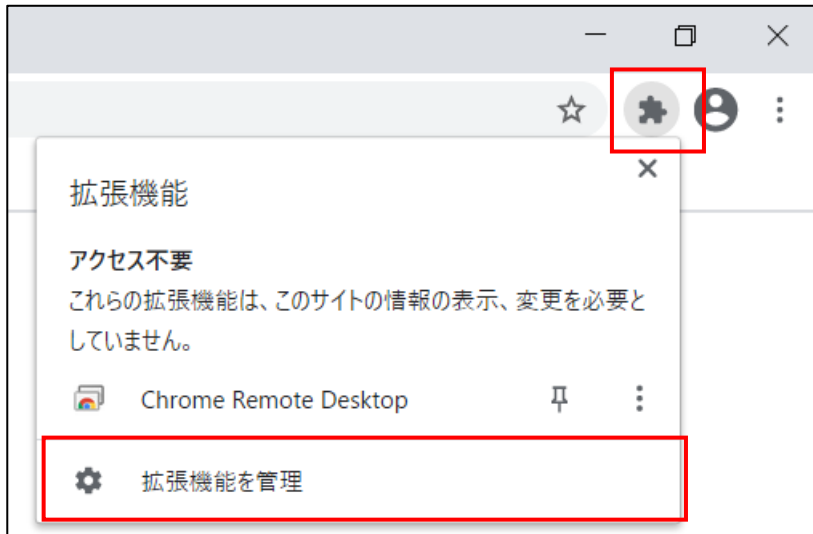 拡張機能
アクセス不要
これらの拡張機能は、このサイトの情報の表示、変更を必要と
していません。
Chrome Remote Desktop
拡張機能を管理